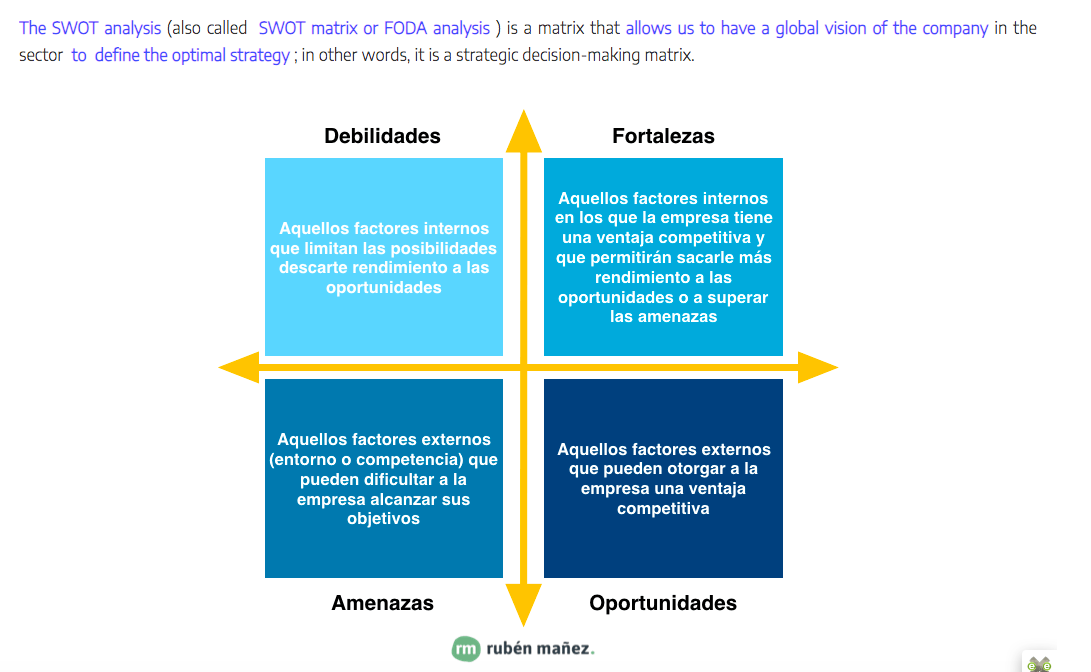 The SWOT analysis (also called SWOT matrix or FODA analysis ) is a matrix that allows us to have a global vision of the company in the
sector to define the optimal strategy ; in other words, it is a strategic decision-making matrix.
Debilidades
Fortalezas
Aquellos factores internos
que limitan las posibilidades
descarte rendimiento a las
oportunidades
Aquellos factores internos
en los que la empresa tiene
una ventaja competitiva y
que permitirán sacarle más
rendimiento a las
oportunidades o a superar
las amenazas
Aquellos factores externos
(entorno o competencia) que
pueden dificultar a la
empresa alcanzar sus
objetivos
Aquellos factores externos
que pueden otorgar a la
empresa una ventaja
competitiva
Amenazas
Oportunidades
rm rubén mañez.